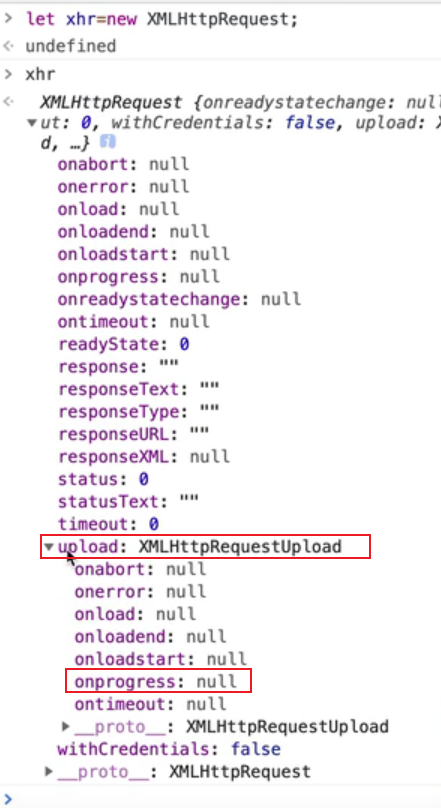 > let xhr=new XMLHttpRequest;
< undefined
> xhr
< XMLHttpRequest {onreadystatechange: null
▼ut: 0, withCredentials: false, upload: X
d, …} i
onabort: null
onerror: null
onload: null
onloadend: null
onloadstart: null
onprogress: null
onreadystatechange: null
ontimeout: null
readyState: 0
response: ""
responseText: ""
responseType: ""
responseURL: ""
responseXML: null
status: 0
statusText: ""
timeout: 0
▼upload: XMLHttpRequestUpload
onabort: null
onerror: null
onload: null
onloadend: null
onloadstart: null
onprogress: null
ontimeout: null
▶__proto__: XMLHttpRequestUpload
withCredentials: false
▶__proto__: XMLHttpRequest
>